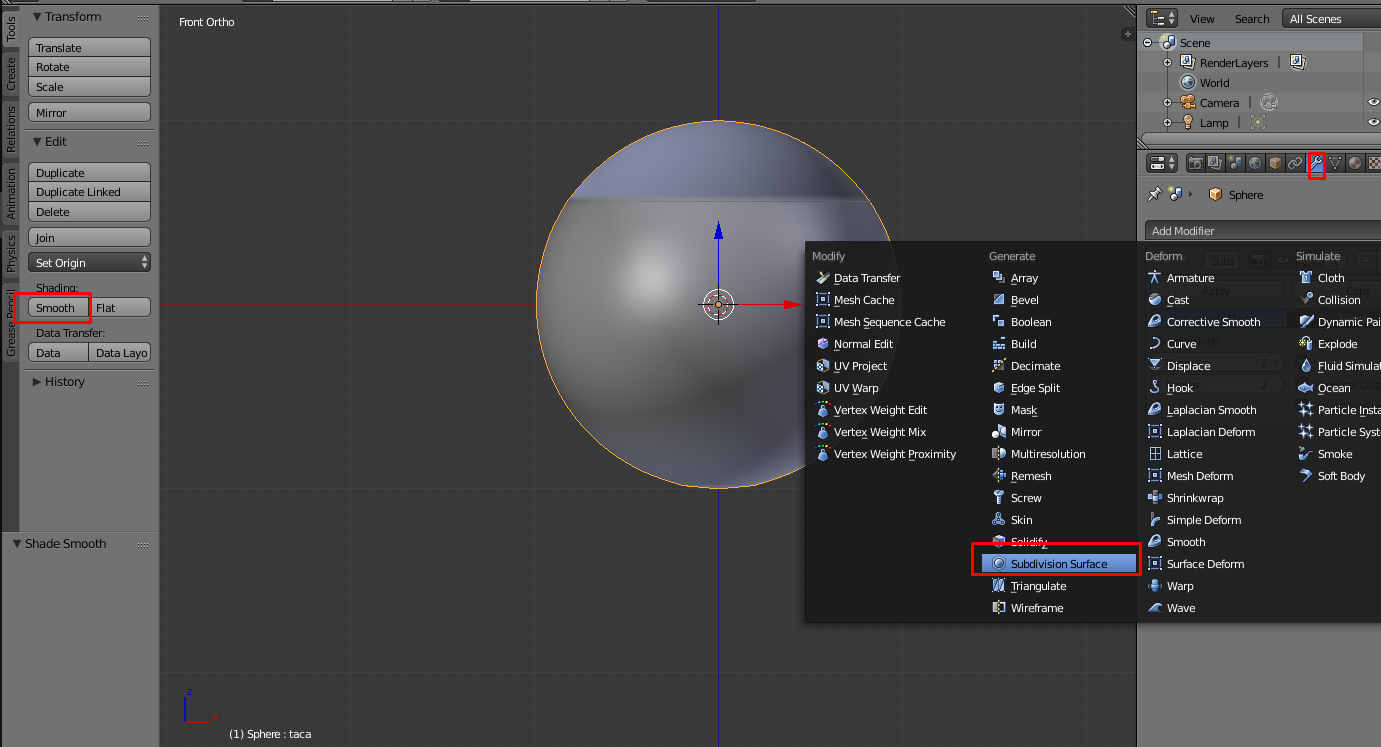 Tools
Create
Relations
Animation
Physics
Grease Pencil
Transform
Translate
Rotate
Scale
Mirror
Edit
Duplicate
Duplicate Linked
Delete
Join
Set Origin
Shading:
Smooth Flat
Data Transfer:
Data Data Layo
History
Shade Smooth
Front Ortho
z
x
(1) Sphere : taca
View Search All Scenes
Scene
RenderLayers
World
Camera
Lamp
Sphere
Add Modifier
Modify
Data Transfer
Mesh Cache
Mesh Sequence Cache
Normal Edit
UV Project
UV Warp
Vertex Weight Edit
Vertex Weight Mix
Vertex Weight Proximity
Generate
Array
Bevel
Boolean
Build
Decimate
Edge Split
Mask
Mirror
Multiresolution
Remesh
Screw
Skin
Solidify
Subdivision Surface
Triangulate
Wireframe
Deform
Armature
Cast
Corrective Smooth
Curve
Displace
Hook
Laplacian Smooth
Laplacian Deform
Lattice
Mesh Deform
Shrinkwrap
Simple Deform
Smooth
Surface Deform
Warp
Wave
Simulate
Cloth
Collision
Dynamic Pai
Explode
Fluid Simulat
Ocean
Particle Insta
Particle Syst
Smoke
Soft Body